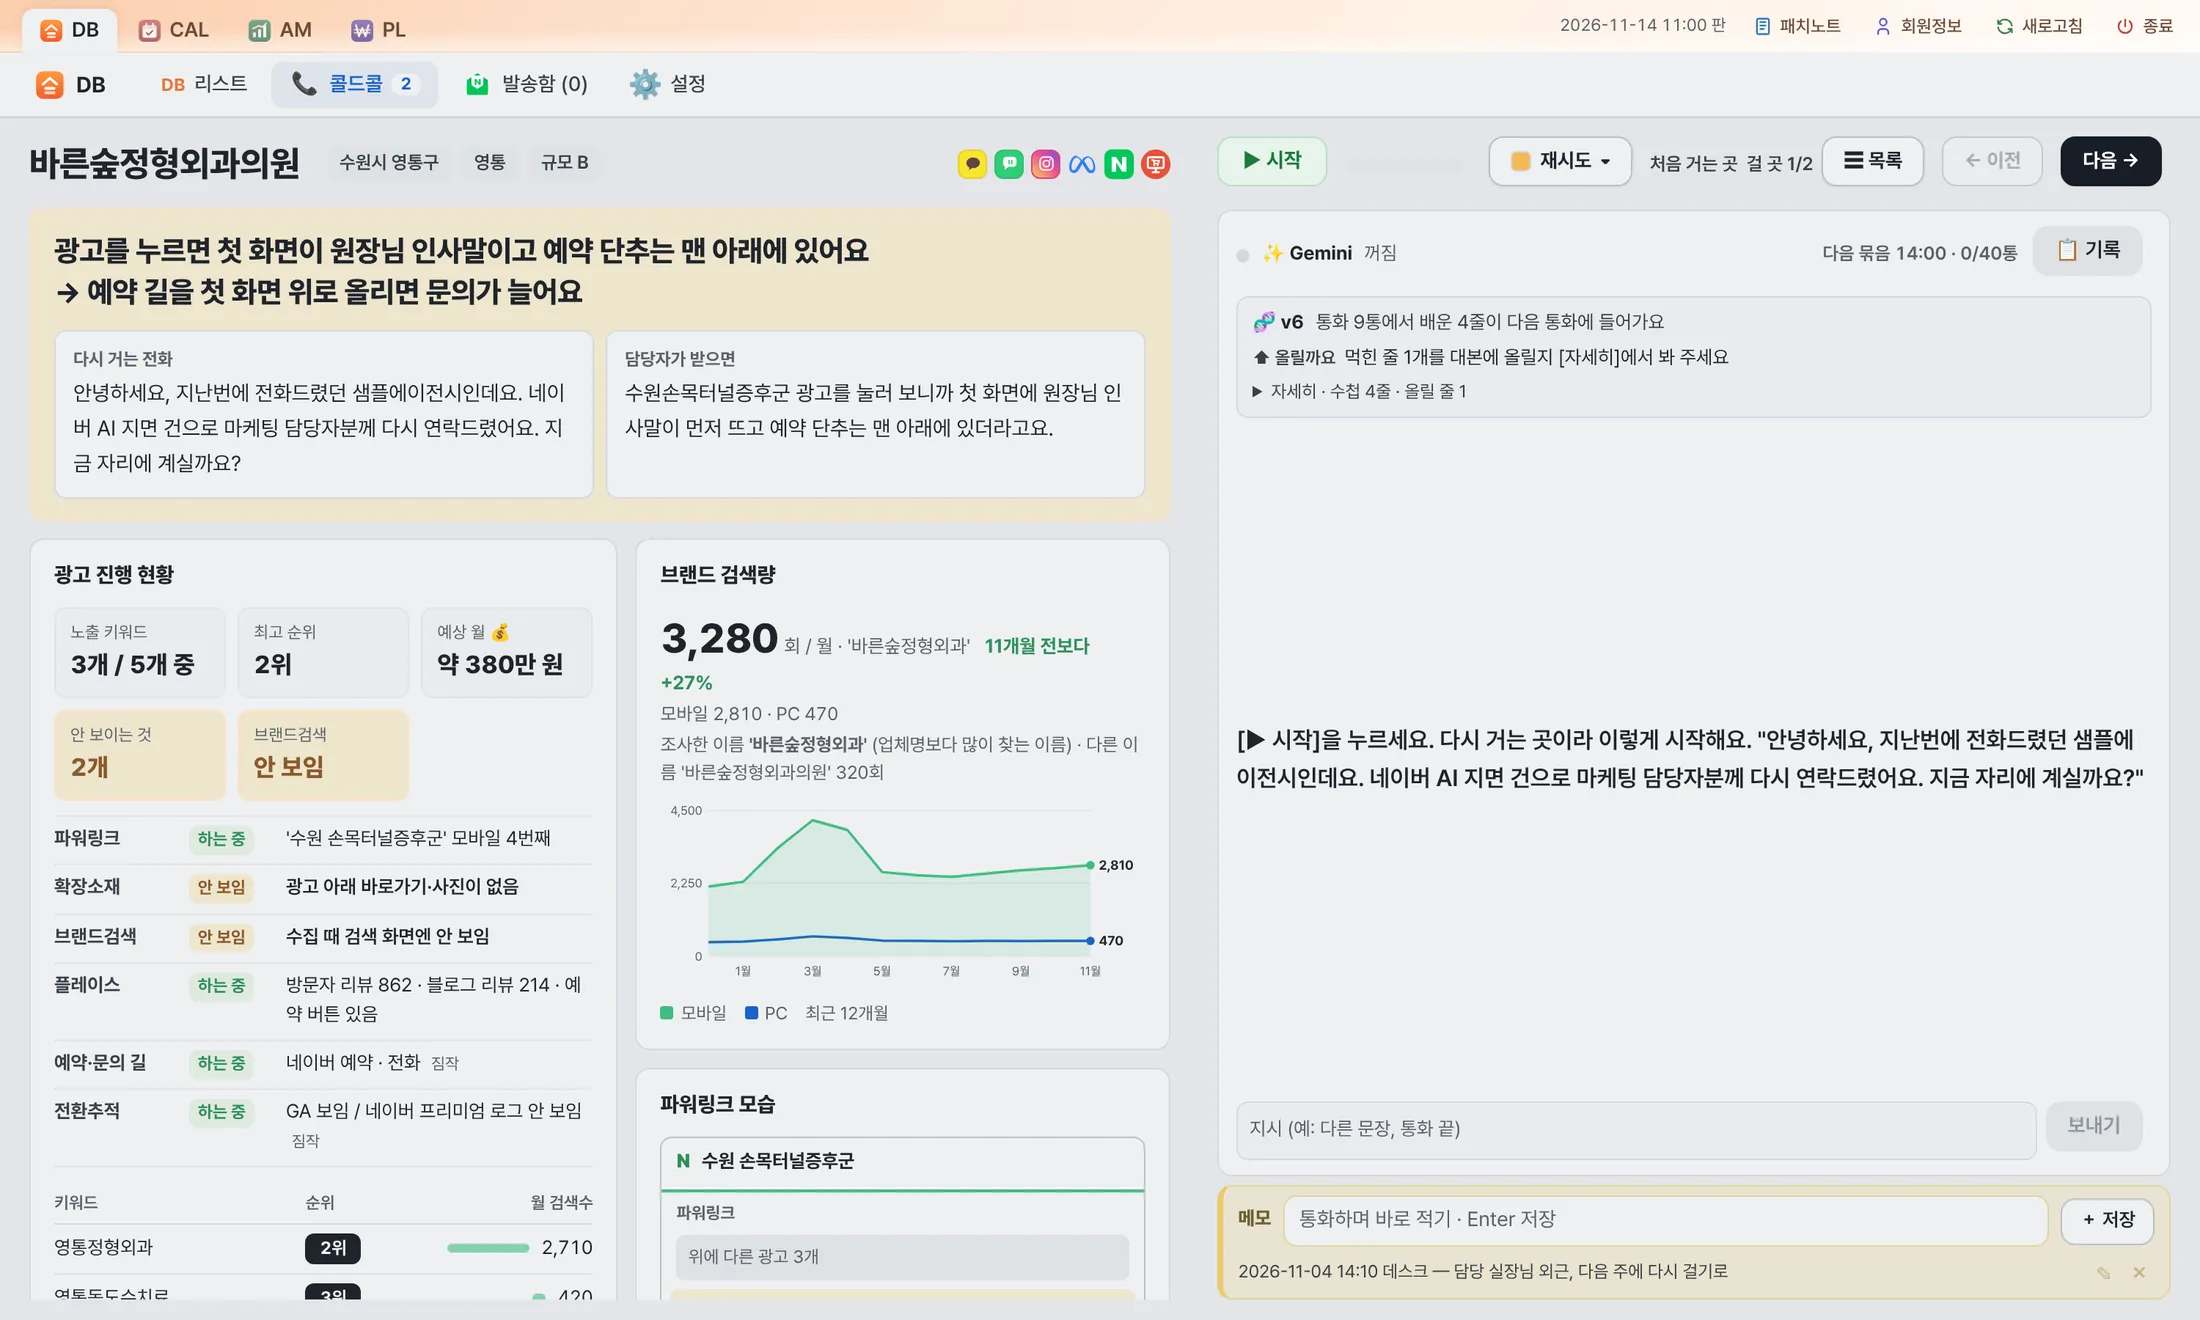 DB
CAL
AM
PL
2026-11-14 11:00 판
패치노트
회원정보
새로고침
종료
DB
DB 리스트
콜드콜 2
발송함 (0)
설정
바른숲정형외과의원
수원시 영통구
영통
규모 B
▶ 시작
재시도
처음 거는 곳 걸 곳 1/2
목록
← 이전
다음 →
광고를 누르면 첫 화면이 원장님 인사말이고 예약 단추는 맨 아래에 있어요
→ 예약 길을 첫 화면 위로 올리면 문의가 늘어요
다시 거는 전화
안녕하세요, 지난번에 전화드렸던 샘플에이전시인데요. 네이
버 AI 지면 건으로 마케팅 담당자분께 다시 연락드렸어요. 지
금 자리에 계실까요?
담당자가 받으면
수원손목터널증후군 광고를 눌러 보니까 첫 화면에 원장님 인
사말이 먼저 뜨고 예약 단추는 맨 아래에 있더라고요.
광고 진행 현황
노출 키워드
3개 / 5개 중
최고 순위
2위
예상 월 💰
약 380만 원
안 보이는 것
2개
브랜드검색
안 보임
파워링크 하는 중 '수원 손목터널증후군' 모바일 4번째
확장소재 안 보임 광고 아래 바로가기·사진이 없음
브랜드검색 안 보임 수집 때 검색 화면엔 안 보임
플레이스 하는 중 방문자 리뷰 862 · 블로그 리뷰 214 · 예
약 버튼 있음
예약·문의 길 하는 중 네이버 예약 · 전화 짐작
전환추적 하는 중 GA 보임 / 네이버 프리미엄 로그 안 보임
짐작
키워드 순위 월 검색수
영통정형외과 2위 2,710
영통도수치료 3위 420
브랜드 검색량
3,280 회 / 월 · '바른숲정형외과' 11개월 전보다
+27%
모바일 2,810 · PC 470
조사한 이름 '바른숲정형외과' (업체명보다 많이 찾는 이름) · 다른 이
름 '바른숲정형외과의원' 320회
4,500
2,250
0
2,810
470
1월 3월 5월 7월 9월 11월
모바일 PC 최근 12개월
파워링크 모습
N 수원 손목터널증후군
파워링크
위에 다른 광고 3개
✨ Gemini 꺼짐
다음 묶음 14:00 · 0/40통
📋 기록
🧬 v6 통화 9통에서 배운 4줄이 다음 통화에 들어가요
올릴까요 먹힌 줄 1개를 대본에 올릴지 [자세히]에서 봐 주세요
▶ 자세히 · 수첩 4줄 · 올릴 줄 1
[▶ 시작]을 누르세요. 다시 거는 곳이라 이렇게 시작해요. "안녕하세요, 지난번에 전화드렸던 샘플에
이전시인데요. 네이버 AI 지면 건으로 마케팅 담당자분께 다시 연락드렸어요. 지금 자리에 계실까요?"
지시 (예: 다른 문장, 통화 끝)
보내기
메모
통화하며 바로 적기 · Enter 저장
+ 저장
2026-11-04 14:10 데스크 — 담당 실장님 외근, 다음 주에 다시 걸기로